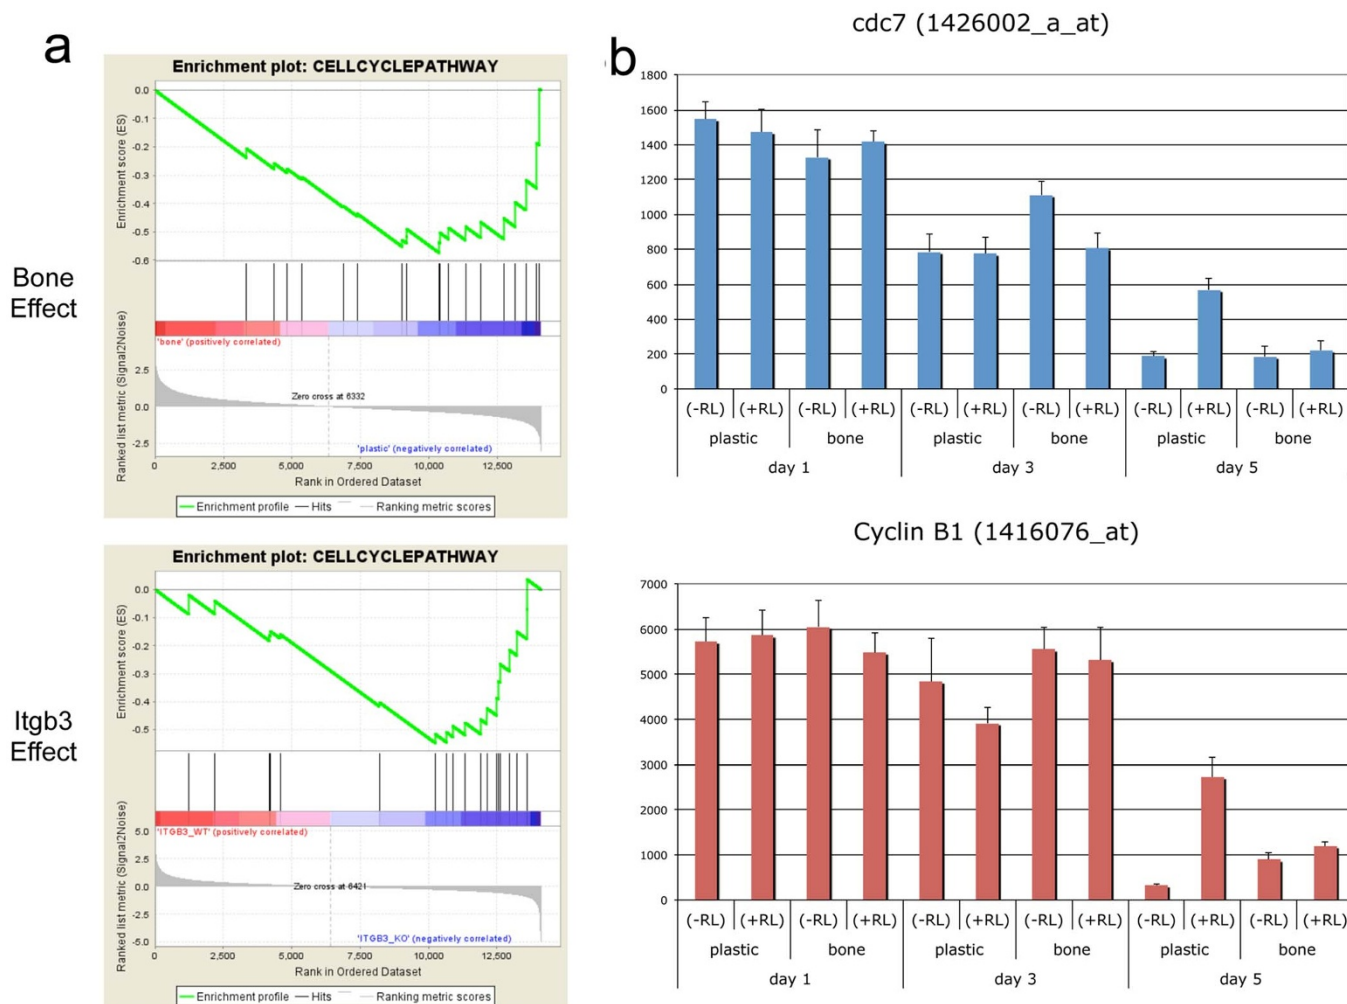 a
Enrichment plot: CELLCYCLEPATHWAY
Enrichment score (ES)
0.0
-0.1
-0.2
-0.3
-0.4
-0.5
-0.6
Bone
Effect
Ranked list metric (Signal2Noise)
'bone' (positively correlated)
2.5
Zero cross at 6332
0.0
'plastic' (negatively correlated)
-2.5
0 2,500 5,000 7,500 10,000 12,500
Rank in Ordered Dataset
Enrichment profile Hits Ranking metric scores
Enrichment plot: CELLCYCLEPATHWAY
Enrichment score (ES)
0.0
-0.1
-0.2
-0.3
-0.4
-0.5
Itgb3
Effect
Ranked list metric (Signal2Noise)
'ITGB3_WT' (positively correlated)
5.0
2.5
0.0
Zero cross at 6421
-2.5
'ITGB3_KO' (negatively correlated)
-5.0
0 2,500 5,000 7,500 10,000 12,500
Rank in Ordered Dataset
Enrichment profile Hits Ranking metric scores
b
cdc7 (1426002_a_at)
1800
1600
1400
1200
1000
800
600
400
200
0
(-RL) (+RL) (-RL) (+RL) (-RL) (+RL) (-RL) (+RL) (-RL) (+RL) (-RL) (+RL)
plastic bone plastic bone plastic bone
day 1 day 3 day 5
Cyclin B1 (1416076_at)
7000
6000
5000
4000
3000
2000
1000
0
(-RL) (+RL) (-RL) (+RL) (-RL) (+RL) (-RL) (+RL) (-RL) (+RL) (-RL) (+RL)
plastic bone plastic bone plastic bone
day 1 day 3 day 5